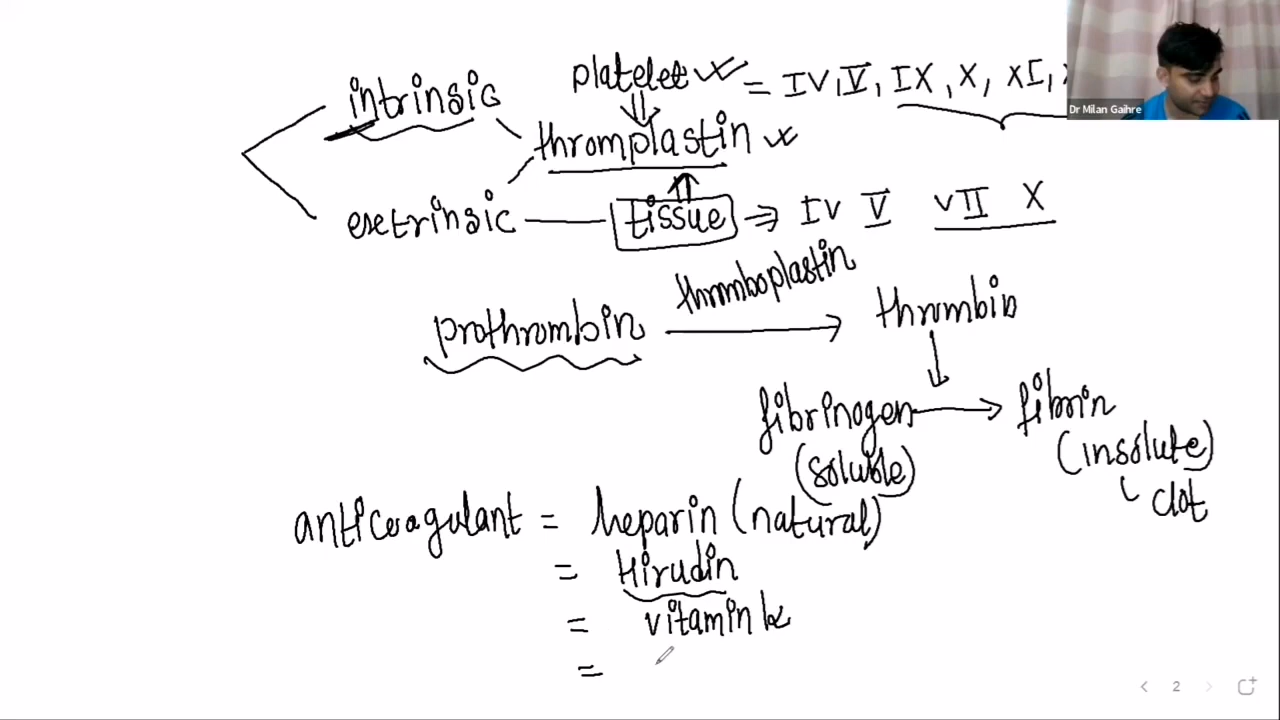 platelet = IV, V, IX, X, XI,
intrinsic
Dr Milan Gaihre
thromplastin
exetrinsic tissue ⇒ IV V VII X
thromboplastin
prothrombin → thrombin
fibrinogen → fibrin
(soluble) (insolute)
clot
anticoagulant = heparin (natural)
= Hirudin
= vitamin k
=
2